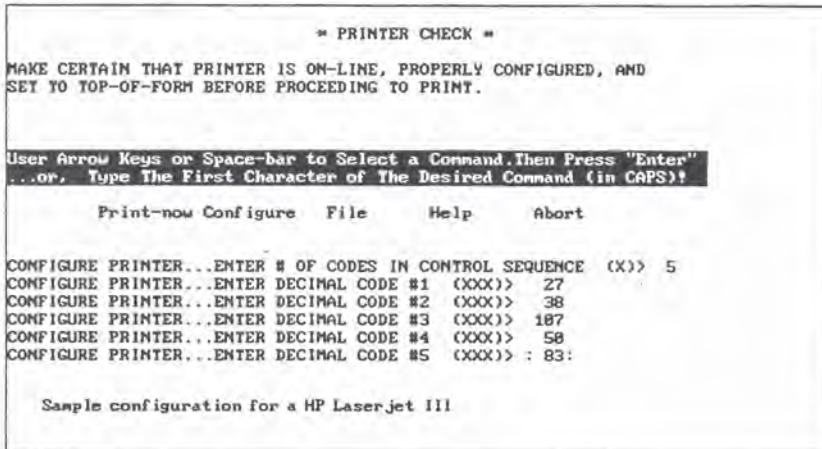 * PRINTER CHECK *
MAKE CERTAIN THAT PRINTER IS ON-LINE, PROPERLY CONFIGURED, AND
SET TO TOP-OF-FORM BEFORE PROCEEDING TO PRINT.
User Arrow Keys or Space-bar to Select a Command.Then Press "Enter"
...or, Type The First Character of The Desired Command (in CAPS)!
Print-now Configure File Help Abort
CONFIGURE PRINTER...ENTER # OF CODES IN CONTROL SEQUENCE (X)> 5
CONFIGURE PRINTER...ENTER DECIMAL CODE #1 (XXX)> 27
CONFIGURE PRINTER...ENTER DECIMAL CODE #2 (XXX)> 38
CONFIGURE PRINTER...ENTER DECIMAL CODE #3 (XXX)> 107
CONFIGURE PRINTER...ENTER DECIMAL CODE #4 (XXX)> 50
CONFIGURE PRINTER...ENTER DECIMAL CODE #5 (XXX)> : 83:
Sample configuration for a HP Laserjet III